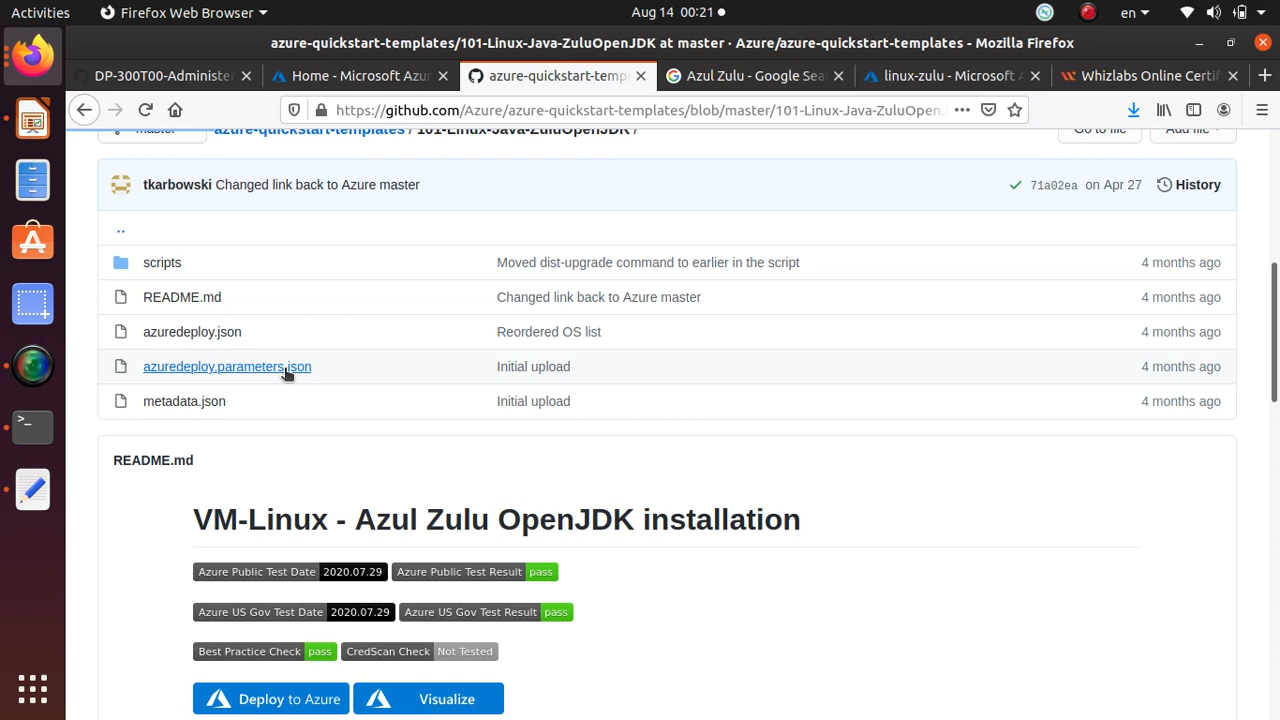 Activities Firefox Web Browser Aug 14 00:21 en
azure-quickstart-templates/101-Linux-Java-ZuluOpenJDK at master · Azure/azure-quickstart-templates - Mozilla Firefox
DP-300T00-Administe Home - Microsoft Azur azure-quickstart-temp Azul Zulu - Google Sea linux-zulu - Microsoft A Whizlabs Online Certif
https://github.com/Azure/azure-quickstart-templates/blob/master/101-Linux-Java-ZuluOpen
master azure-quickstart-templates / 101-Linux-Java-ZuluOpenJDK / Go to file Add file
tkarbowski Changed link back to Azure master 71a02ea on Apr 27 History
..
scripts Moved dist-upgrade command to earlier in the script 4 months ago
README.md Changed link back to Azure master 4 months ago
azuredeploy.json Reordered OS list 4 months ago
azuredeploy.parameters.json Initial upload 4 months ago
metadata.json Initial upload 4 months ago
README.md
VM-Linux - Azul Zulu OpenJDK installation
Azure Public Test Date 2020.07.29 Azure Public Test Result pass
Azure US Gov Test Date 2020.07.29 Azure US Gov Test Result pass
Best Practice Check pass CredScan Check Not Tested
Deploy to Azure Visualize